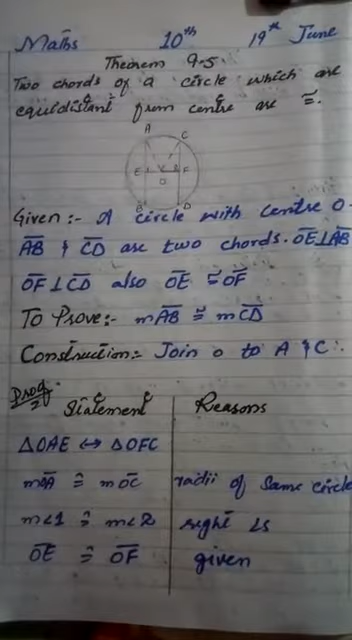 Maths 10th 19th June
Theorem 9.5
Two chords of a circle which are
equidistant from centre are ≅.
A C
E 1 2 F
O
B D
Given :- A circle with centre O.
AB & CD are two chords. OE⊥AB
OF⊥CD also OE ≅ OF
To Prove:- mAB ≅ mCD
Construction:- Join o to A & C:.
Proof:-
Statement Reasons
ΔOAE ↔ ΔOFC
mOA ≅ mOC radii of same circle
m<1 ≅ m<2 right ∠s
OE ≅ OF given